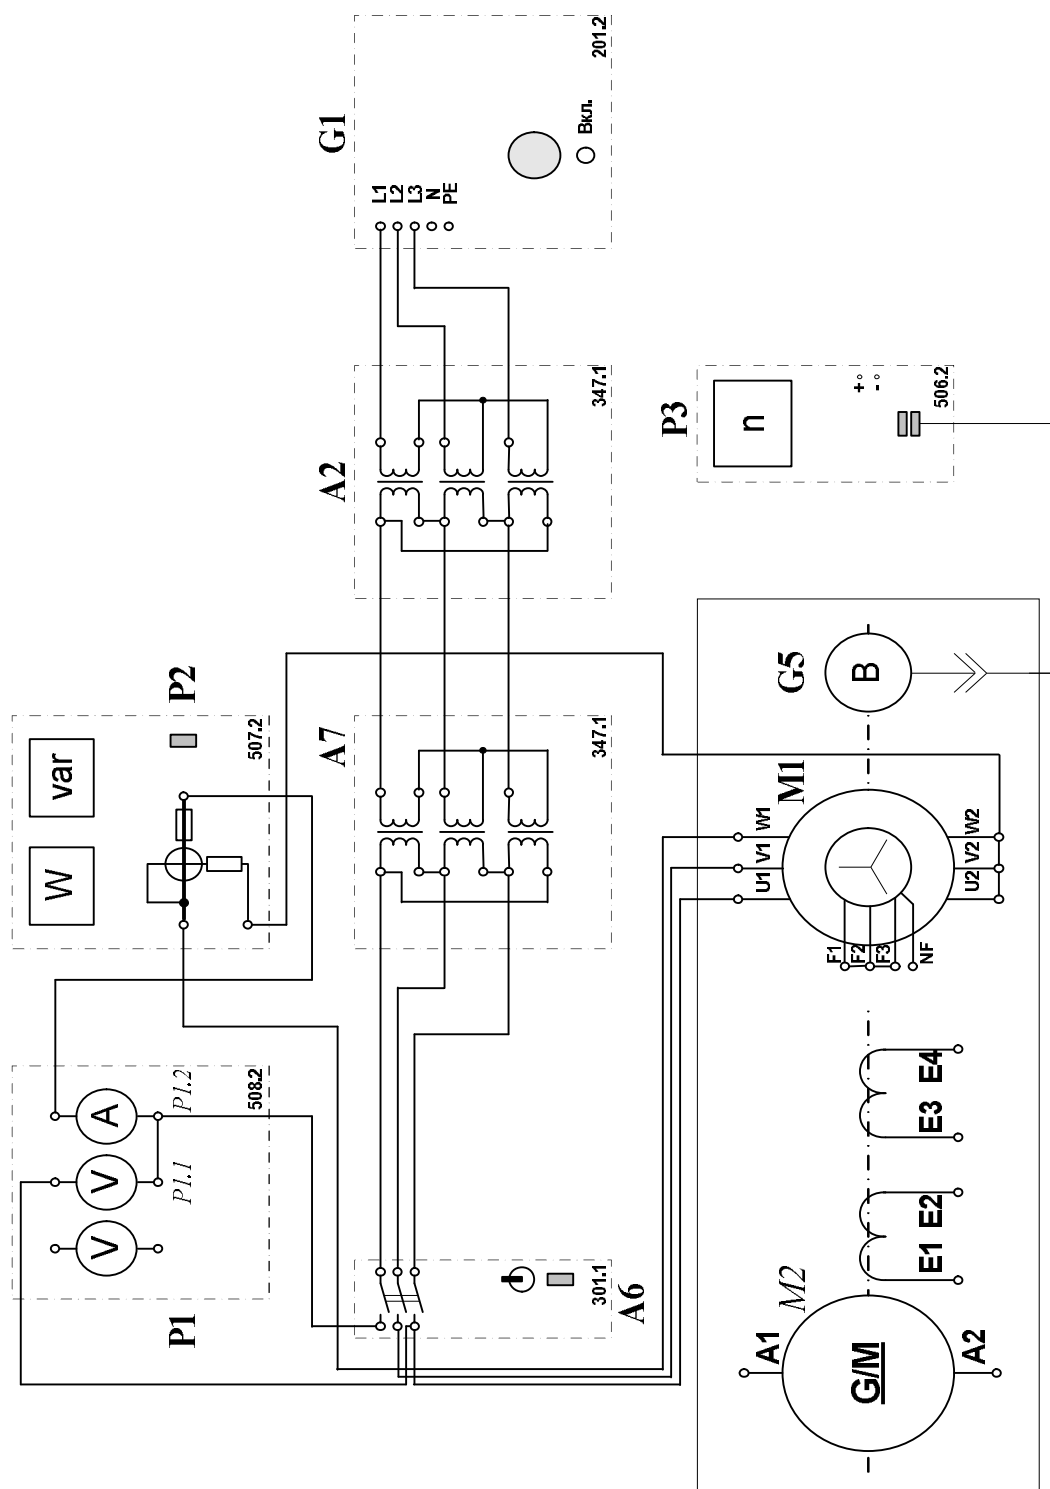 G1
201.2
Вкл.
L1
L2
L3
N
PE
A2
347.1
P3
n
+
-
506.2
P2
var
W
507.2
A7
347.1
G5
B
M1
W1
V1
U1
W2
V2
U2
F1
F2
F3
NF
P1
A
V
V
P1.2
P1.1
508.2
A6
301.1
E4
E3
E2
E1
M2
A1
G/M
A2